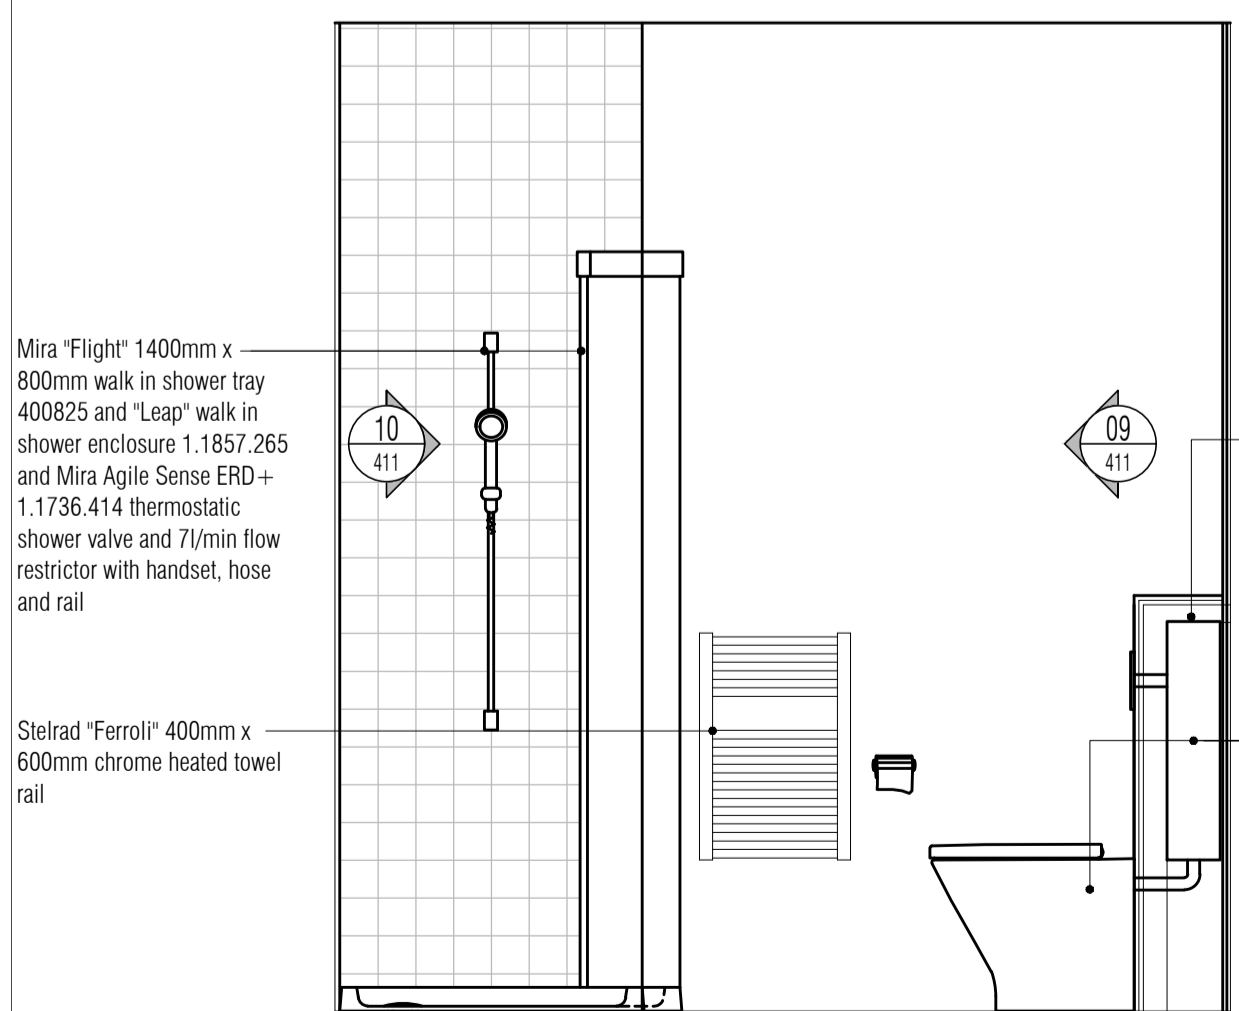 Mira "Flight" 1400mm x
800mm walk in shower tray
400825 and "Leap" walk in
shower enclosure 1.1857.265
and Mira Agile Sense ERD+
1.1736.414 thermostatic
shower valve and 7l/min flow
restrictor with handset, hose
and rail
10
411
09
411
Stelrad "Ferroli" 400mm x
600mm chrome heated towel
rail